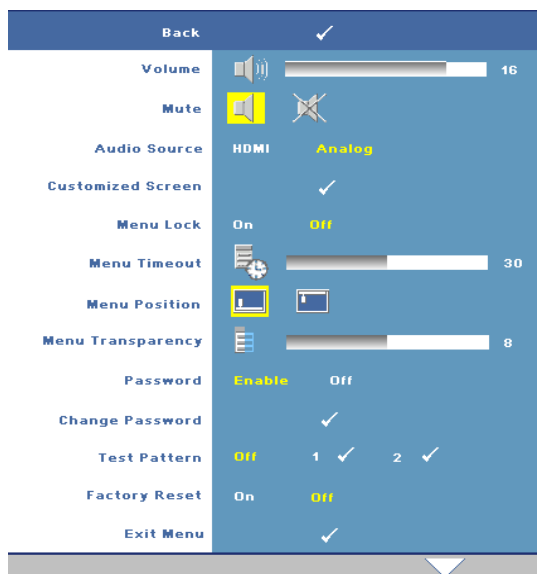 Back
Volume 16
Mute
Audio Source HDMI Analog
Customized Screen
Menu Lock On Off
Menu Timeout 30
Menu Position
Menu Transparency 8
Password Enable Off
Change Password
Test Pattern Off 1 2
Factory Reset On Off
Exit Menu